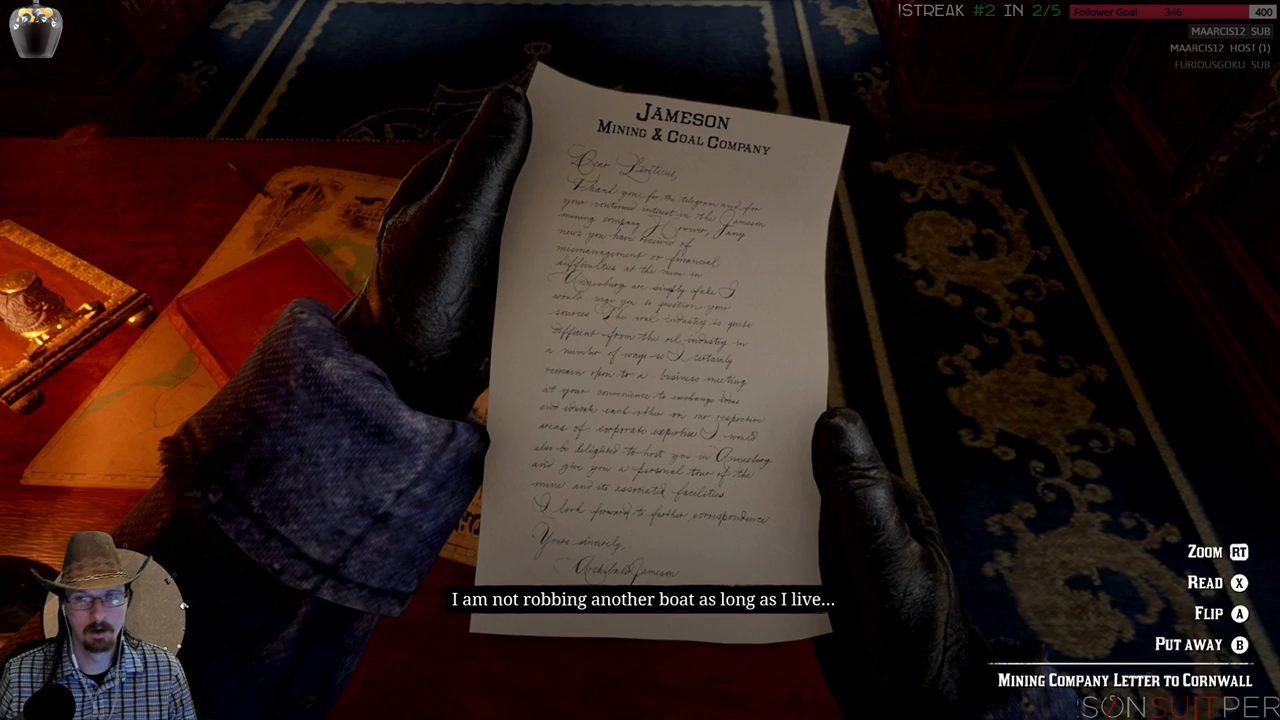 !STREAK #2 IN 2/5
Follower Goal 346 400
MAARCIS12 SUB
MAARCIS12 HOST (1)
FURIOUSGOKU SUB
JAMESON
MINING & COAL COMPANY
Dear Leviticus,
Thank you for the telegram and for
your continued interest in the Jameson
mining company. However, any
news you have received of
mismanagement or financial
difficulties at the mine in
Annesburg are simply fake I
would urge you to question your
sources The coal industry is quite
different from the oil industry in
a number of ways so I certainly
remain open to a business meeting
at your convenience to exchange ideas
and educate each other on our respective
areas of corporate expertise I would
also be delighted to host you in Annesburg
and give you a personal tour of the
mine and its associated facilities
I look forward to further correspondence
Yours sincerely,
Archibald Jameson
I am not robbing another boat as long as I live...
ZOOM RT
READ X
FLIP A
PUT AWAY B
MINING COMPANY LETTER TO CORNWALL
SONSUITPER